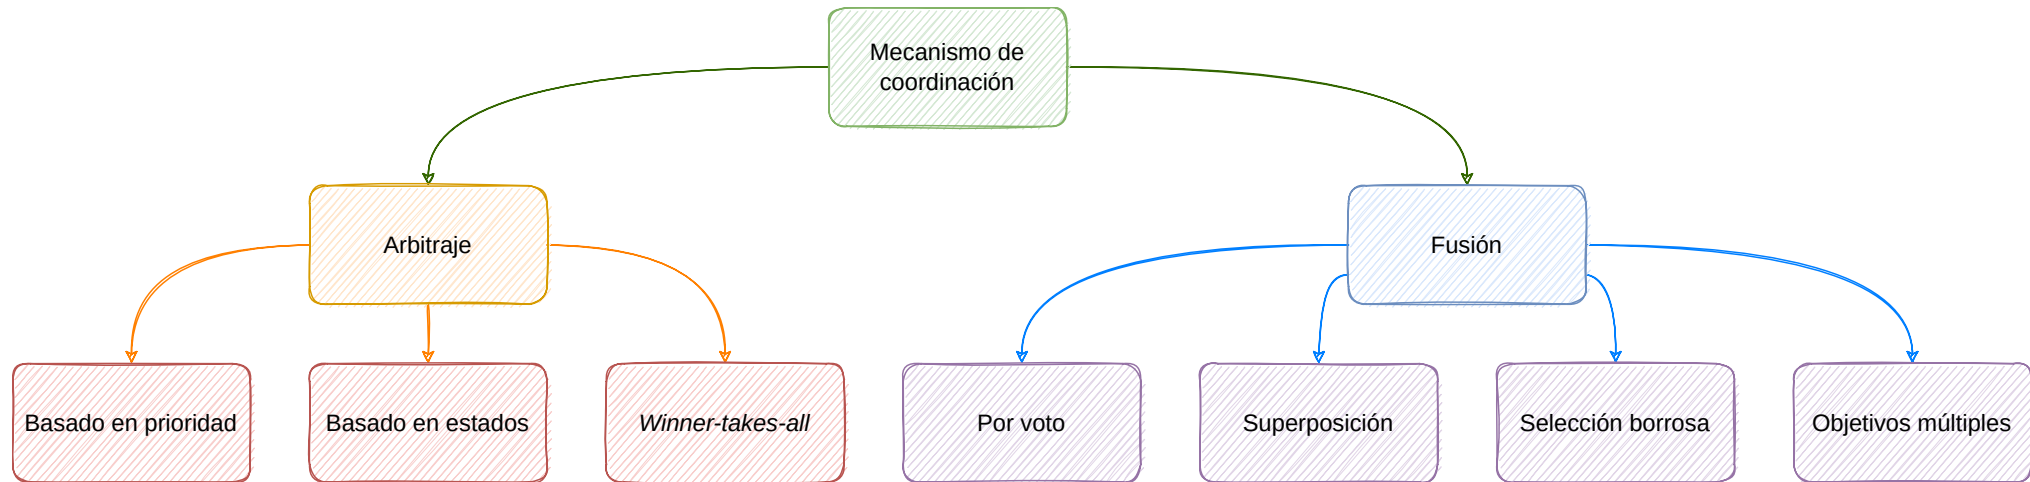 Mecanismo de
coordinación
Arbitraje
Fusión
Basado en prioridad
Basado en estados
Winner-takes-all
Por voto
Superposición
Selección borrosa
Objetivos múltiples